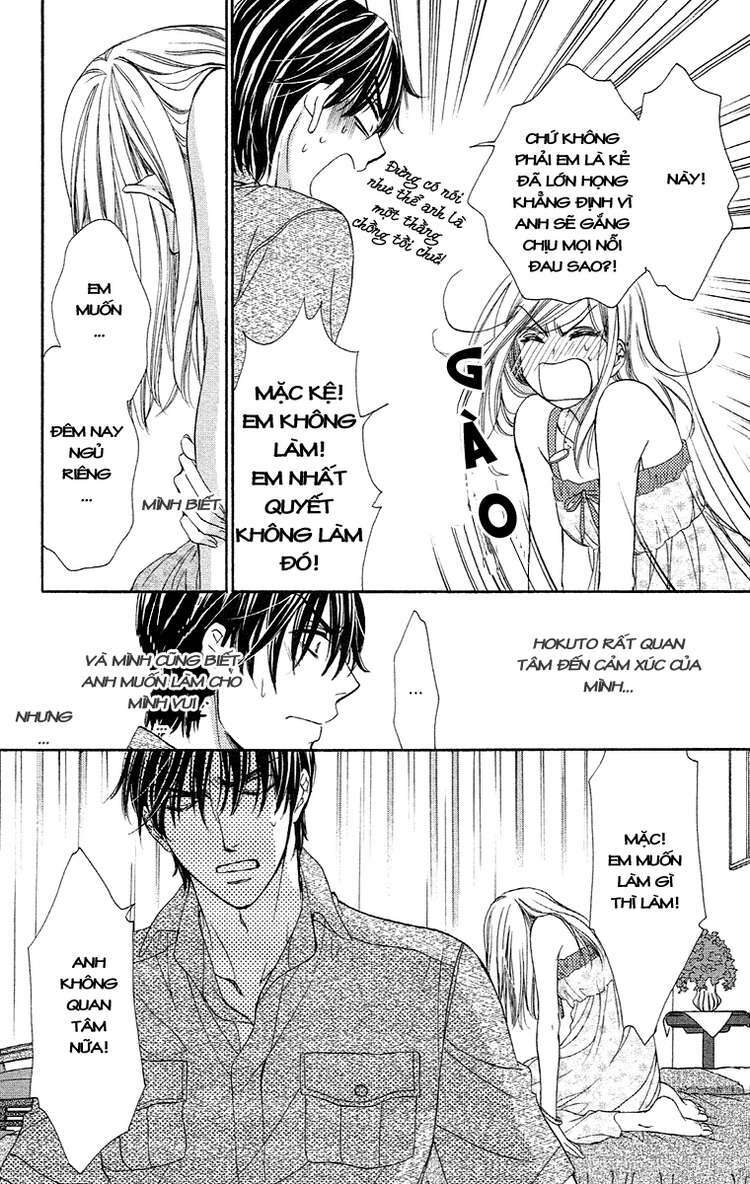 NÀY!
CHỨ KHÔNG
PHẢI EM LÀ KẺ
ĐÃ LỚN HỌNG
KHẲNG ĐỊNH VÌ
ANH SẼ GẮNG
CHỊU MỌI NỖI
ĐAU SAO?!
Đừng có nói
như thể anh là
một thằng
chồng tồi chứ!
GÀO
MẶC KỆ!
EM KHÔNG
LÀM!
EM NHẤT
QUYẾT
KHÔNG LÀM
ĐÓ!
EM
MUỐN
...
ĐÊM NAY
NGỦ
RIÊNG
...
MÌNH BIẾT
HOKUTO RẤT QUAN
TÂM ĐẾN CẢM XÚC CỦA
MÌNH...
...
VÀ MÌNH CŨNG BIẾT
ANH MUỐN LÀM CHO
MÌNH VUI
...
NHƯNG
...
MẶC!
EM MUỐN
LÀM GÌ
THÌ LÀM!
ANH
KHÔNG
QUAN
TÂM
NỮA!